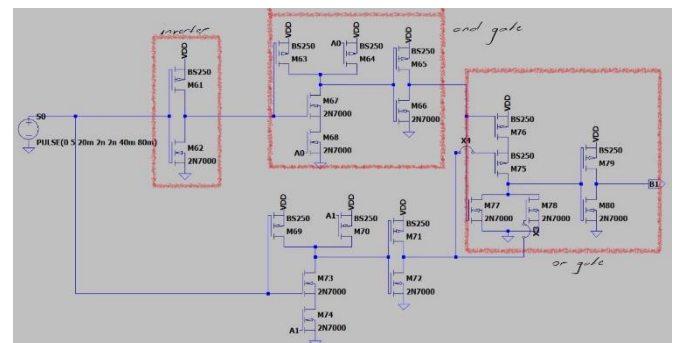 inverter
and gate
VDD
BS250
M61
M62
2N7000
S0
PULSE(0 5 20m 2n 2n 40m 80m)
VDD
BS250
M63
A0
VDD
BS250
M64
VDD
BS250
M65
M67
2N7000
M66
2N7000
A0
M68
2N7000
VDD
BS250
M76
X4
BS250
M75
VDD
BS250
M79
B1
M77
2N7000
M78
2N7000
M80
2N7000
or gate
VDD
BS250
M69
A1
VDD
BS250
M70
VDD
BS250
M71
M73
2N7000
M72
2N7000
A1
M74
2N7000